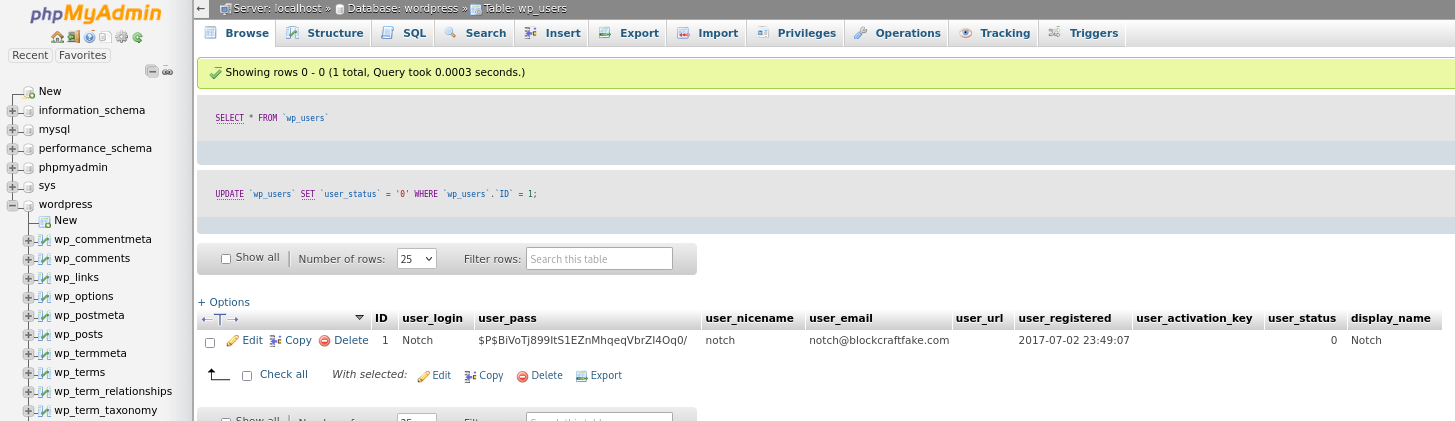 phpMyAdmin
Recent Favorites
New
information_schema
mysql
performance_schema
phpmyadmin
sys
wordpress
New
wp_commentmeta
wp_comments
wp_links
wp_options
wp_postmeta
wp_posts
wp_termmeta
wp_terms
wp_term_relationships
wp_term_taxonomy
← Server: localhost » Database: wordpress » Table: wp_users
Browse Structure SQL Search Insert Export Import Privileges Operations Tracking Triggers
Showing rows 0 - 0 (1 total, Query took 0.0003 seconds.)
SELECT * FROM `wp_users`
UPDATE `wp_users` SET `user_status` = '0' WHERE `wp_users`.`ID` = 1;
Show all | Number of rows: 25 Filter rows: Search this table
+ Options
←T→ ID user_login user_pass user_nicename user_email user_url user_registered user_activation_key user_status display_name
Edit Copy Delete 1 Notch $P$BiVoTj899ItS1EZnMhqeqVbrZI4Oq0/ notch notch@blockcraftfake.com 2017-07-02 23:49:07 0 Notch
Check all With selected: Edit Copy Delete Export
Show all 25